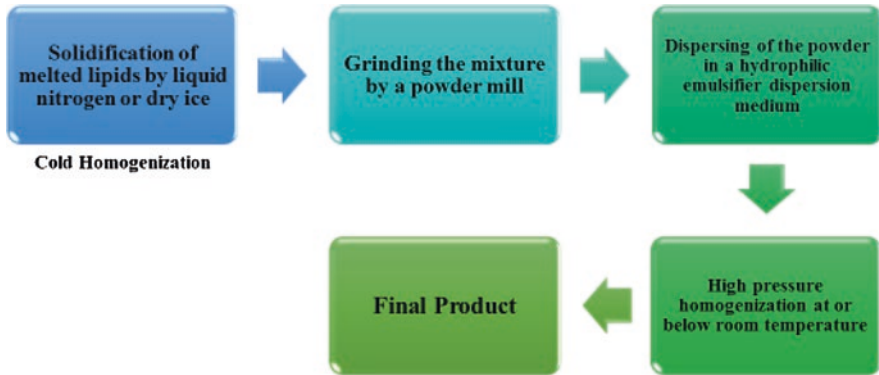 Solidification of
melted lipids by liquid
nitrogen or dry ice
Cold Homogenization
Grinding the mixture
by a powder mill
Dispersing of the powder
in a hydrophilic
emulsifier dispersion
medium
High pressure
homogenization at or
below room temperature
Final Product